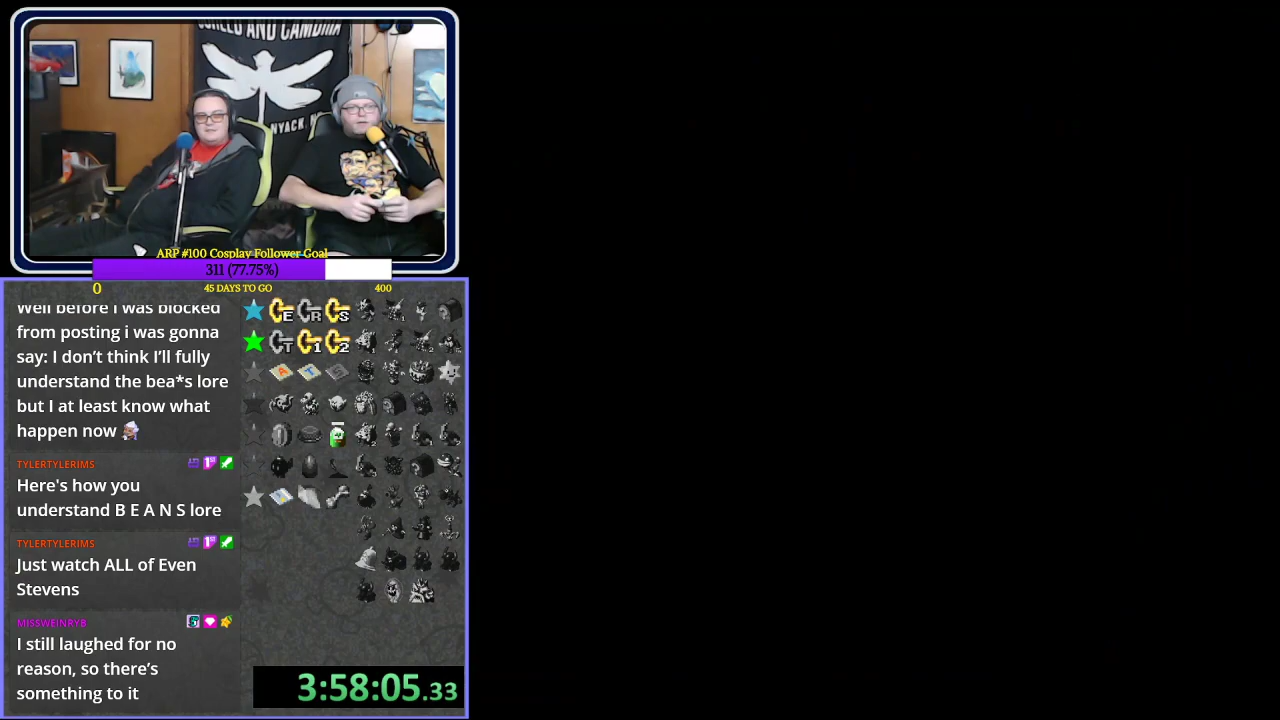 NYACK, N
ARP #100 Cosplay Follower Goal
311 (77.75%)
0 45 DAYS TO GO 400
Well before I was blocked
from posting i was gonna
say: I don't think I'll fully
understand the bea*s lore
but I at least know what
happen now
TYLERTYLERIMS
Here's how you
understand B E A N S lore
TYLERTYLERIMS
Just watch ALL of Even
Stevens
MISSWEINRYB
I still laughed for no
reason, so there's
something to it
E R S
T 1 2
A T S
3:58:05.33